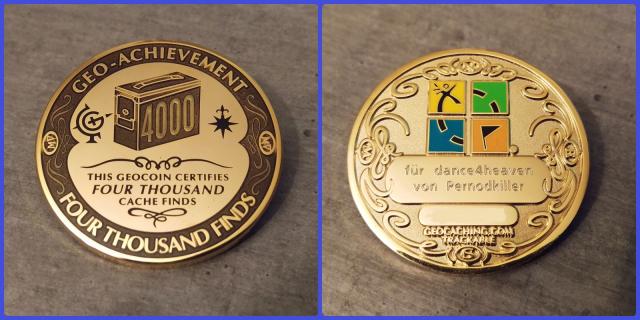 GEO-ACHIEVEMENT
4000
THIS GEOCOIN CERTIFIES
FOUR THOUSAND
CACHE FINDS
FOUR THOUSAND FINDS
für dance4heaven
von Pernodkiller
GEOCACHING.COM
TRACKABLE